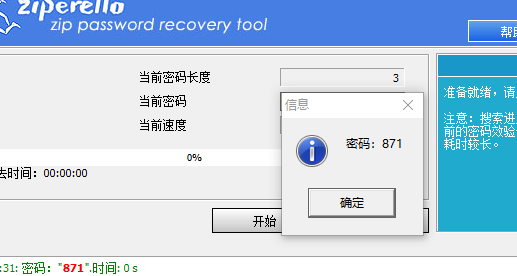 ziperello
zip password recovery tool
帮
当前密码长度
3
当前密码
当前速度
0%
去时间: 00:00:00
开始
信息
密码: 871
确定
准备就绪, 请
注意: 搜索进
前的密码效验
耗时较长。
:31: 密码: "871".时间: 0 s